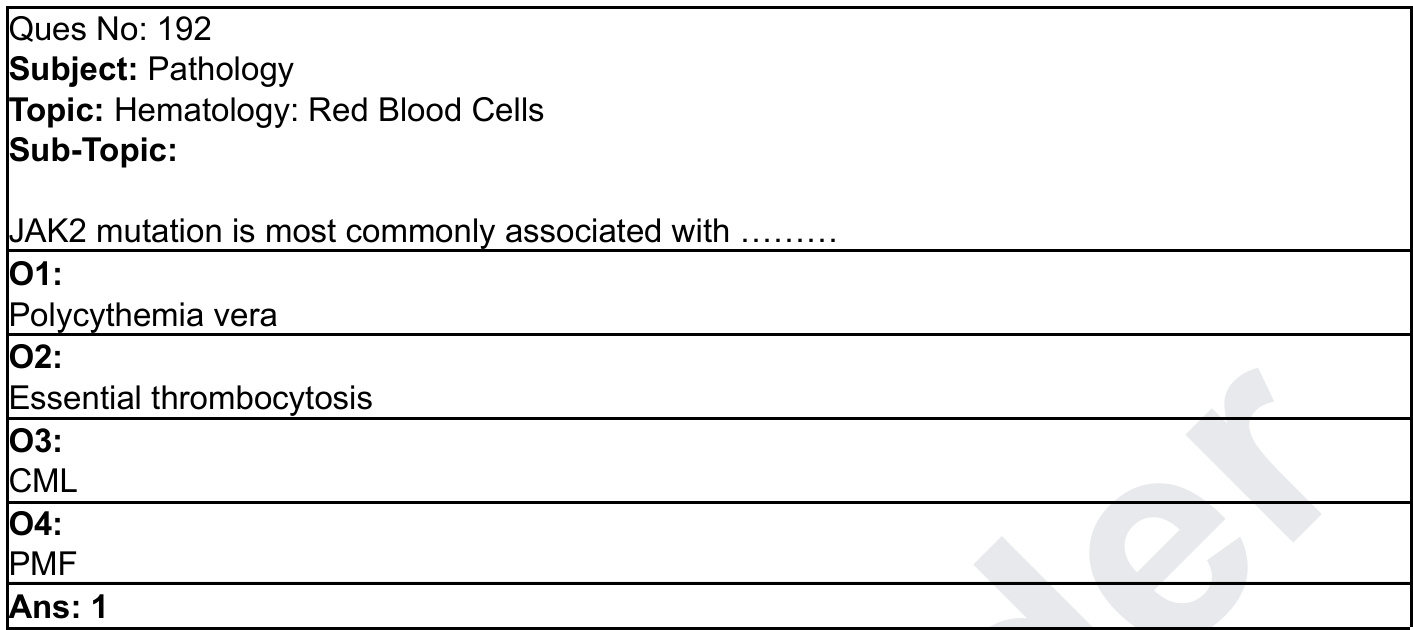 Ques No: 192
Subject: Pathology
Topic: Hematology: Red Blood Cells
Sub-Topic:
JAK2 mutation is most commonly associated with ………
O1:
Polycythemia vera
O2:
Essential thrombocytosis
O3:
CML
O4:
PMF
Ans: 1
der